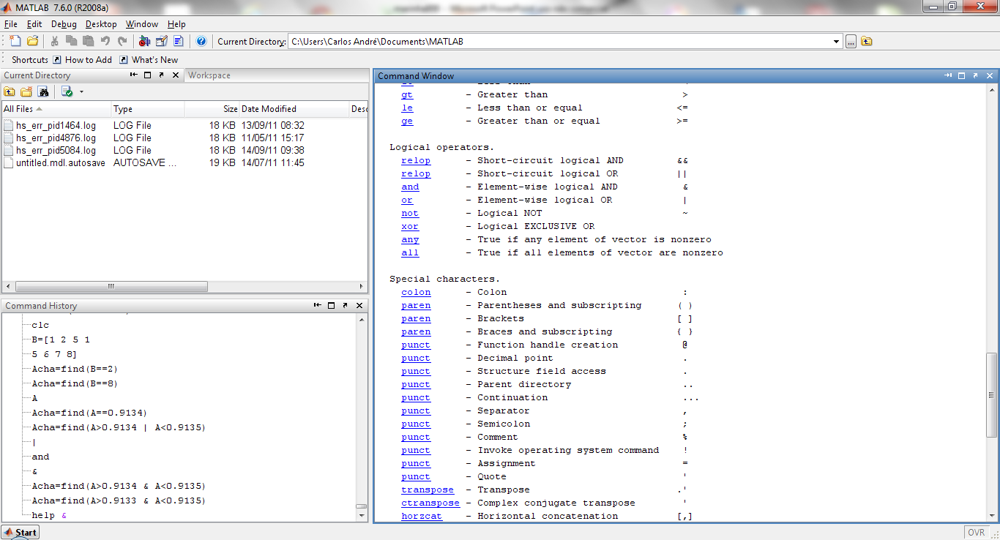 MATLAB 7.6.0 (R2008a)
File Edit Debug Desktop Window Help
Current Directory: C:\Users\Carlos André\Documents\MATLAB ...
Shortcuts How to Add What's New
Current Directory Workspace
All Files Type Size Date Modified Desc
hs_err_pid1464.log LOG File 18 KB 13/09/11 08:32
hs_err_pid4876.log LOG File 18 KB 11/05/11 15:17
hs_err_pid5084.log LOG File 18 KB 14/09/11 09:38
untitled.mdl.autosave AUTOSAVE ... 19 KB 14/07/11 11:45
Command History
clc
B=[1 2 5 1
5 6 7 8]
Acha=find(B==2)
Acha=find(B==8)
A
Acha=find(A==0.9134)
Acha=find(A>0.9134 | A<0.9135)
|
and
&
Acha=find(A>0.9134 & A<0.9135)
Acha=find(A>0.9133 & A<0.9135)
help &
Command Window
gt - Greater than >
le - Less than or equal <=
ge - Greater than or equal >=
Logical operators.
relop - Short-circuit logical AND &&
relop - Short-circuit logical OR ||
and - Element-wise logical AND &
or - Element-wise logical OR |
not - Logical NOT ~
xor - Logical EXCLUSIVE OR
any - True if any element of vector is nonzero
all - True if all elements of vector are nonzero
Special characters.
colon - Colon :
paren - Parentheses and subscripting ( )
paren - Brackets [ ]
paren - Braces and subscripting { }
punct - Function handle creation @
punct - Decimal point .
punct - Structure field access .
punct - Parent directory ..
punct - Continuation ...
punct - Separator ,
punct - Semicolon ;
punct - Comment %
punct - Invoke operating system command !
punct - Assignment =
punct - Quote '
transpose - Transpose .'
ctranspose - Complex conjugate transpose '
horzcat - Horizontal concatenation [,]
Start OVR